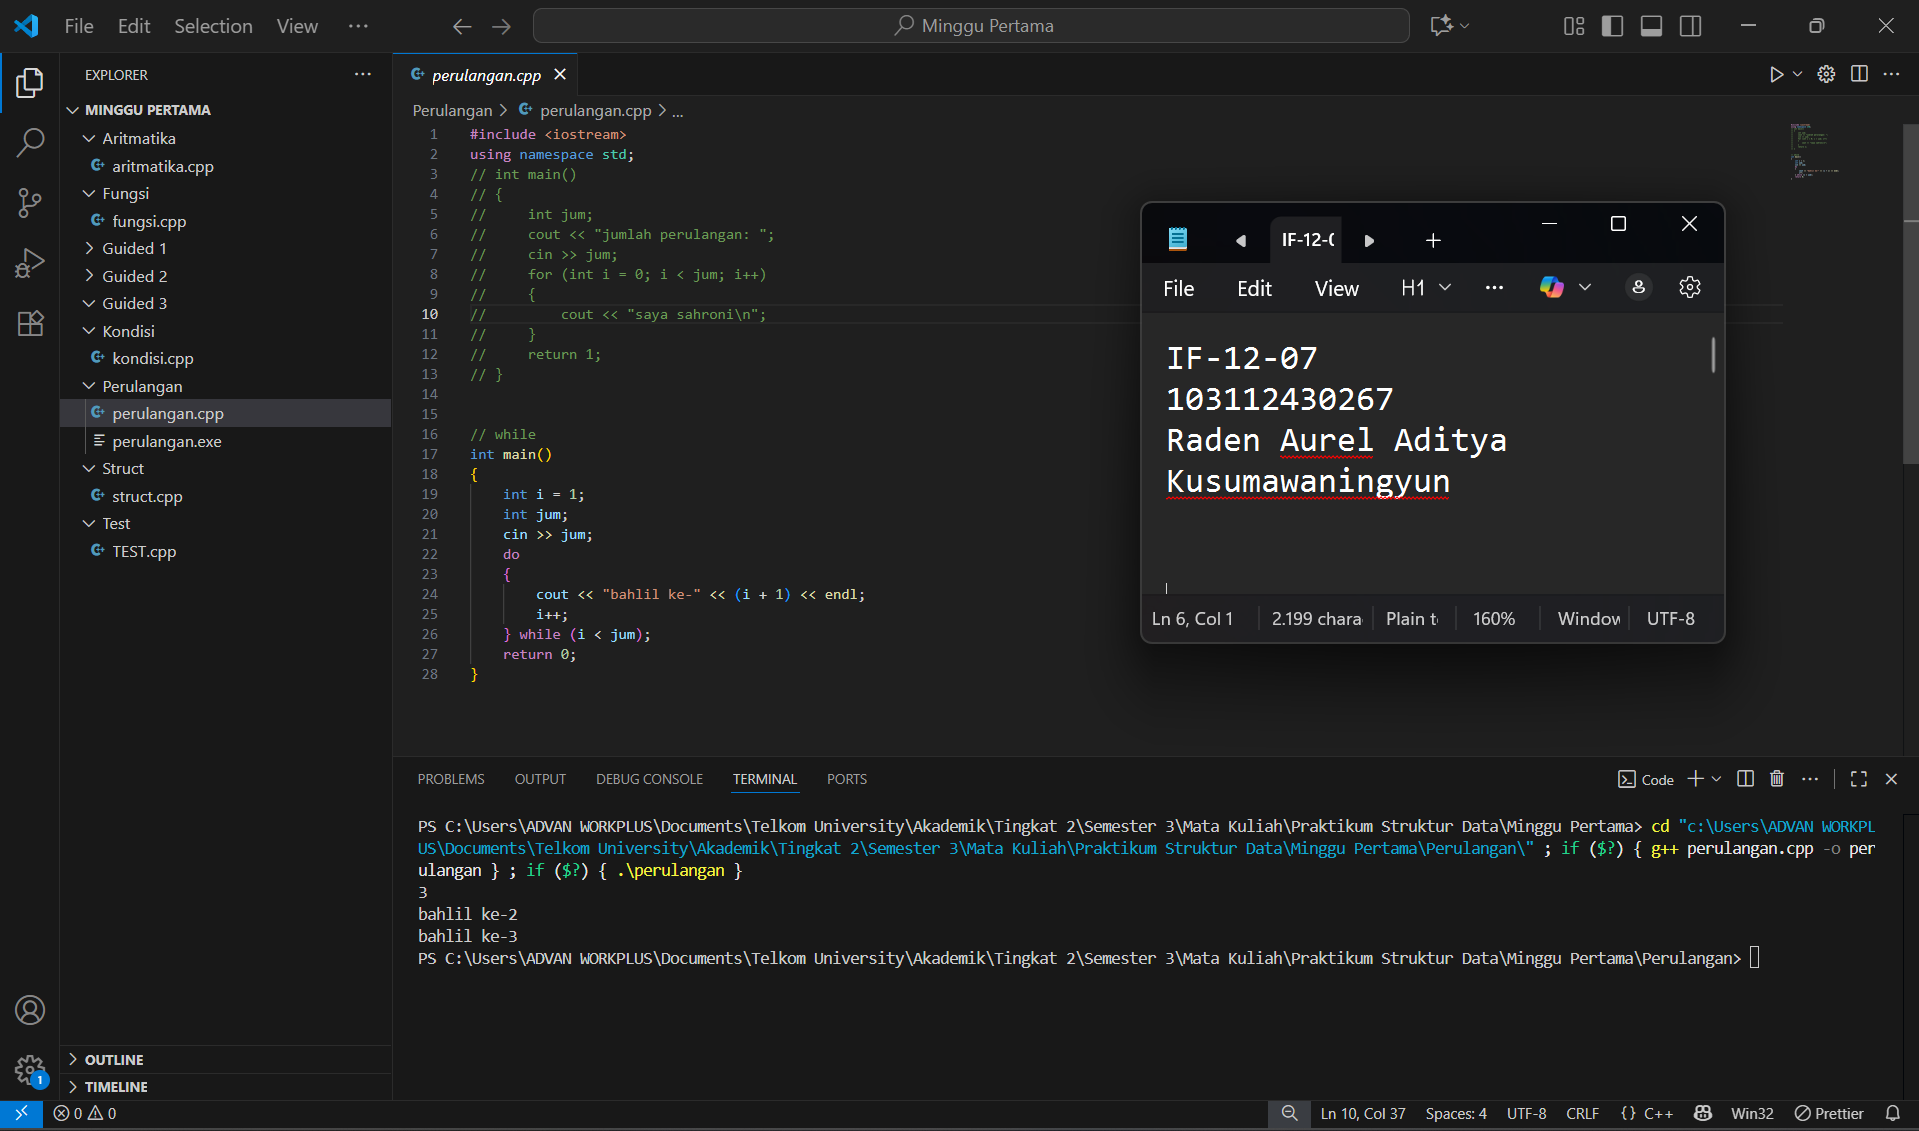 File Edit Selection View ···
Minggu Pertama
EXPLORER
MINGGU PERTAMA
Aritmatika
aritmatika.cpp
Fungsi
fungsi.cpp
Guided 1
Guided 2
Guided 3
Kondisi
kondisi.cpp
Perulangan
perulangan.cpp
perulangan.exe
Struct
struct.cpp
Test
TEST.cpp
OUTLINE
TIMELINE
perulangan.cpp
Perulangan > perulangan.cpp > ...
1 #include <iostream>
2 using namespace std;
3 // int main()
4 // {
5 //     int jum;
6 //     cout << "jumlah perulangan: ";
7 //     cin >> jum;
8 //     for (int i = 0; i < jum; i++)
9 //     {
10 //         cout << "saya sahroni\n";
11 //     }
12 //     return 1;
13 // }
14
15
16 // while
17 int main()
18 {
19     int i = 1;
20     int jum;
21     cin >> jum;
22     do
23     {
24         cout << "bahlil ke-" << (i + 1) << endl;
25         i++;
26     } while (i < jum);
27     return 0;
28 }
IF-12-0
File Edit View H1 ···
IF-12-07
103112430267
Raden Aurel Aditya
Kusumawaningyun
Ln 6, Col 1 2.199 chara Plain t 160% Window UTF-8
PROBLEMS OUTPUT DEBUG CONSOLE TERMINAL PORTS
Code
PS C:\Users\ADVAN WORKPLUS\Documents\Telkom University\Akademik\Tingkat 2\Semester 3\Mata Kuliah\Praktikum Struktur Data\Minggu Pertama> cd "c:\Users\ADVAN WORKPL
US\Documents\Telkom University\Akademik\Tingkat 2\Semester 3\Mata Kuliah\Praktikum Struktur Data\Minggu Pertama\Perulangan\" ; if ($?) { g++ perulangan.cpp -o per
ulangan } ; if ($?) { .\perulangan }
3
bahlil ke-2
bahlil ke-3
PS C:\Users\ADVAN WORKPLUS\Documents\Telkom University\Akademik\Tingkat 2\Semester 3\Mata Kuliah\Praktikum Struktur Data\Minggu Pertama\Perulangan>
1
0 0
Ln 10, Col 37 Spaces: 4 UTF-8 CRLF {} C++ Win32 Prettier